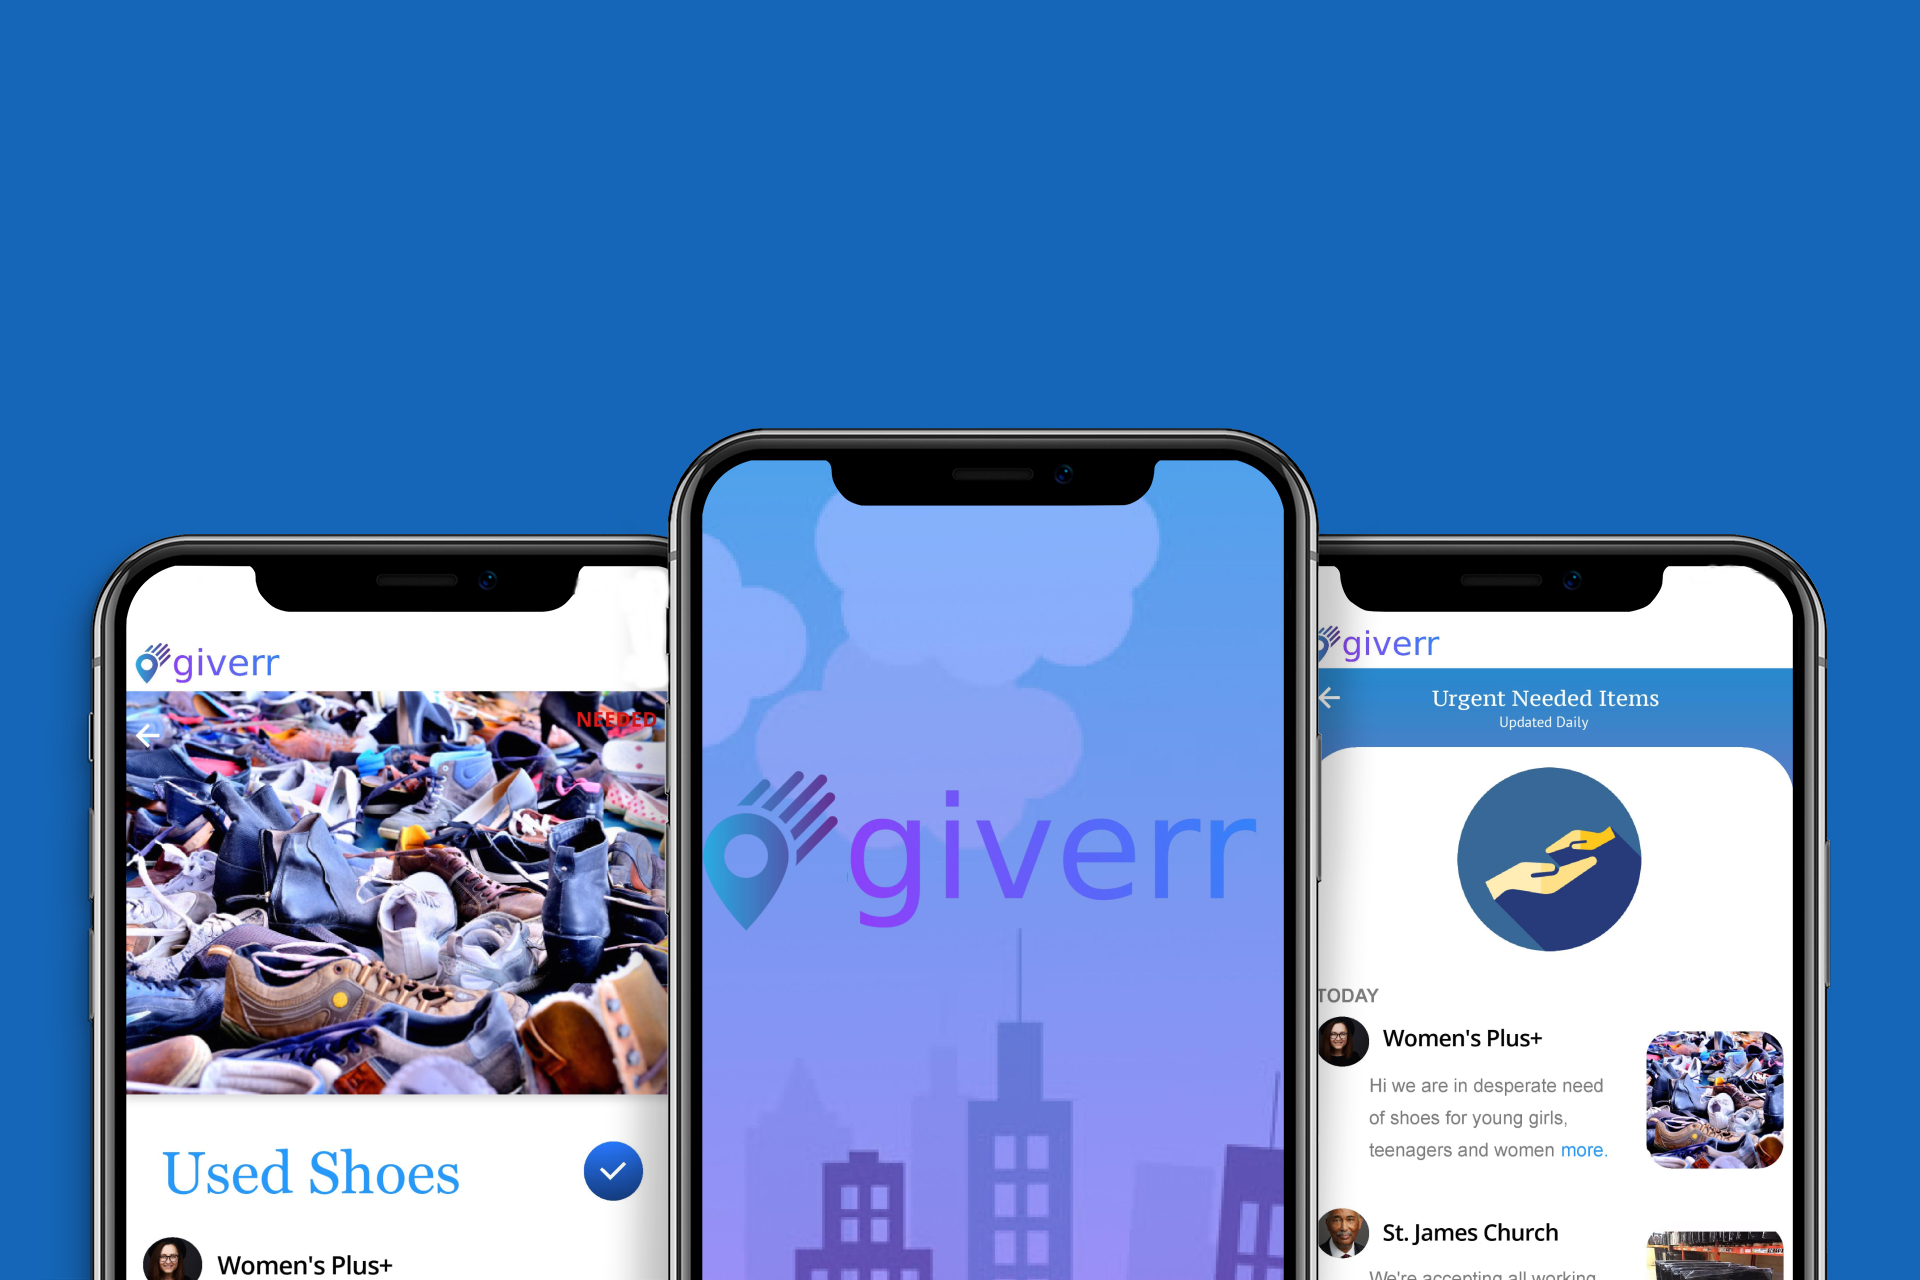 giverr
NEEDED
Used Shoes
Women's Plus+
giverr
giverr
Urgent Needed Items
Updated Daily
TODAY
Women's Plus+
Hi we are in desperate need
of shoes for young girls,
teenagers and women more.
St. James Church
We're accepting all working